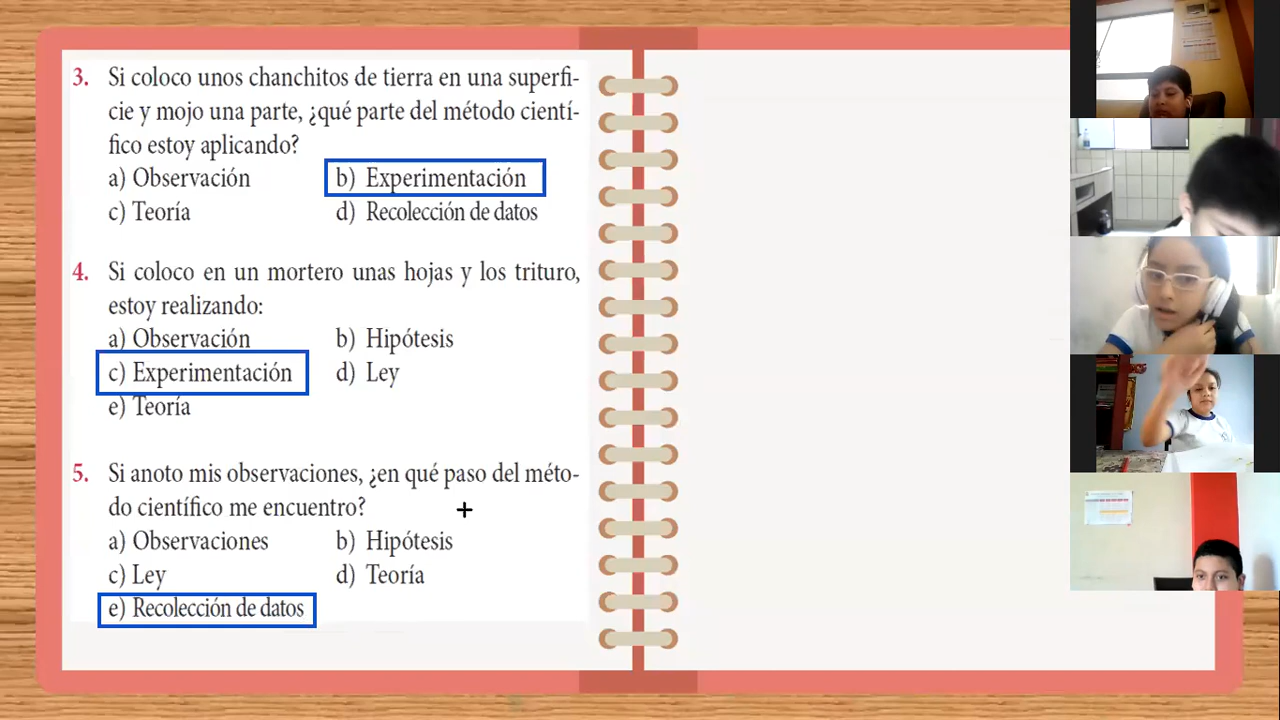 3. Si coloco unos chanchitos de tierra en una superfi-
cie y mojo una parte, ¿qué parte del método cientí-
fico estoy aplicando?
a) Observación b) Experimentación
c) Teoría d) Recolección de datos
4. Si coloco en un mortero unas hojas y los trituro,
estoy realizando:
a) Observación b) Hipótesis
c) Experimentación d) Ley
e) Teoría
5. Si anoto mis observaciones, ¿en qué paso del méto-
do científico me encuentro?
a) Observaciones b) Hipótesis
c) Ley d) Teoría
e) Recolección de datos